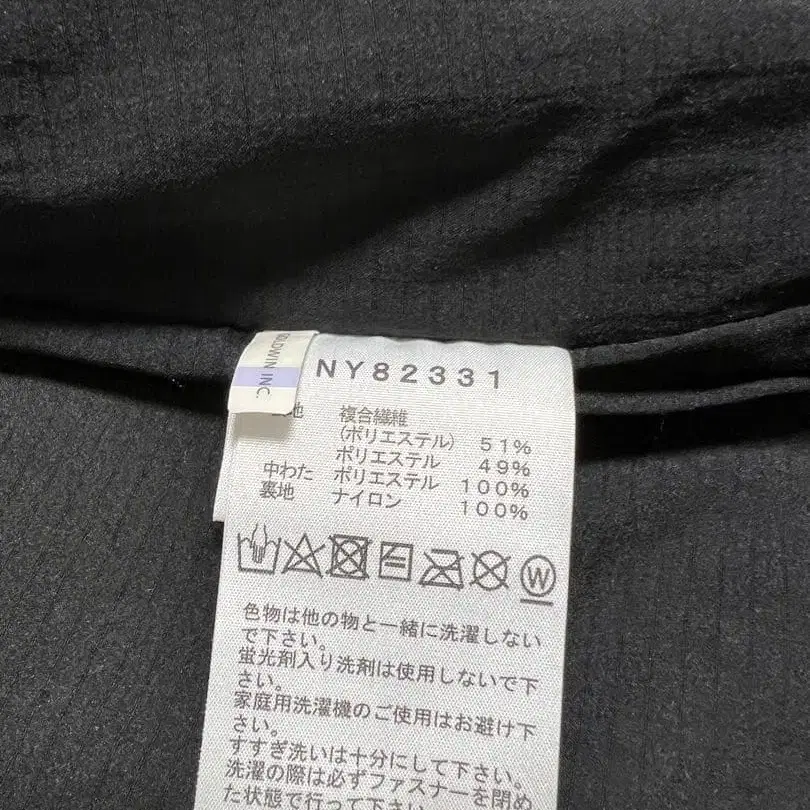 OLDWIN INC.
NY82331
地 複合繊維
(ポリエステル) 51%
ポリエステル 49%
中わた ポリエステル 100%
裏地 ナイロン 100%
W
色物は他の物と一緒に洗濯しない
で下さい。
蛍光剤入り洗剤は使用しないで下
さい。
家庭用洗濯機のご使用はお避け下
さい。
すすぎ洗いは十分にして下さい。
洗濯の際は必ずファスナーを閉め
た状態で行って下さい。